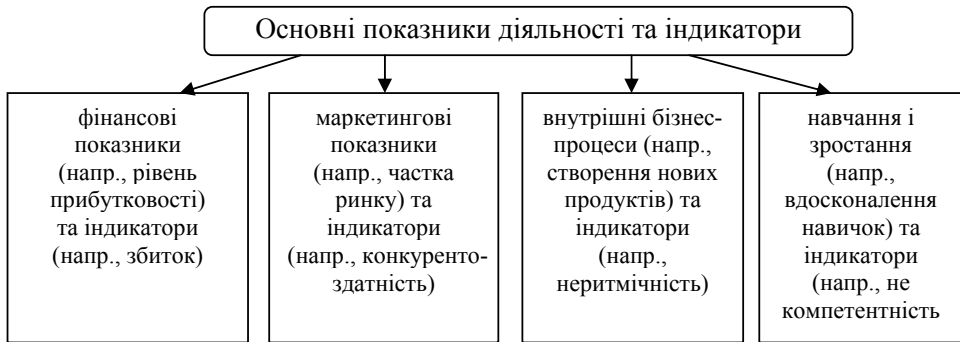 Основні показники діяльності та індикатори
фінансові
показники
(напр., рівень
прибутковості)
та індикатори
(напр., збиток)
маркетингові
показники
(напр., частка
ринку) та
індикатори
(напр., конкуренто-
здатність)
внутрішні бізнес-
процеси (напр.,
створення нових
продуктів) та
індикатори
(напр.,
неритмічність)
навчання і
зростання
(напр.,
вдосконалення
навичок) та
індикатори
(напр., не
компетентність